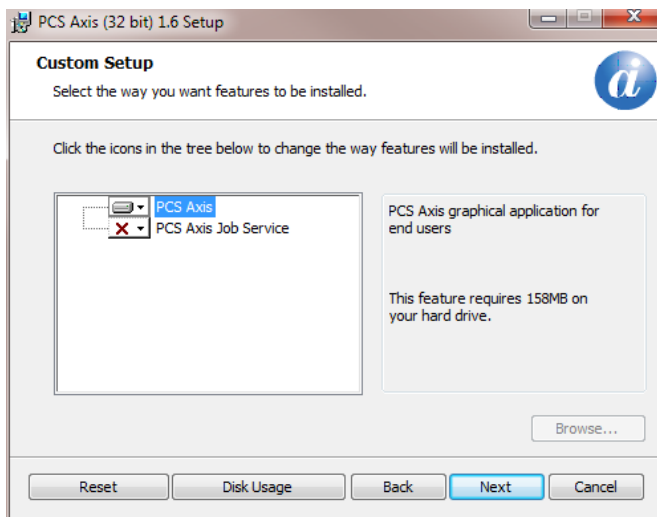 PCS Axis (32 bit) 1.6 Setup
Custom Setup
Select the way you want features to be installed.
Click the icons in the tree below to change the way features will be installed.
PCS Axis
PCS Axis Job Service
PCS Axis graphical application for
end users
This feature requires 158MB on
your hard drive.
Browse...
Reset
Disk Usage
Back
Next
Cancel